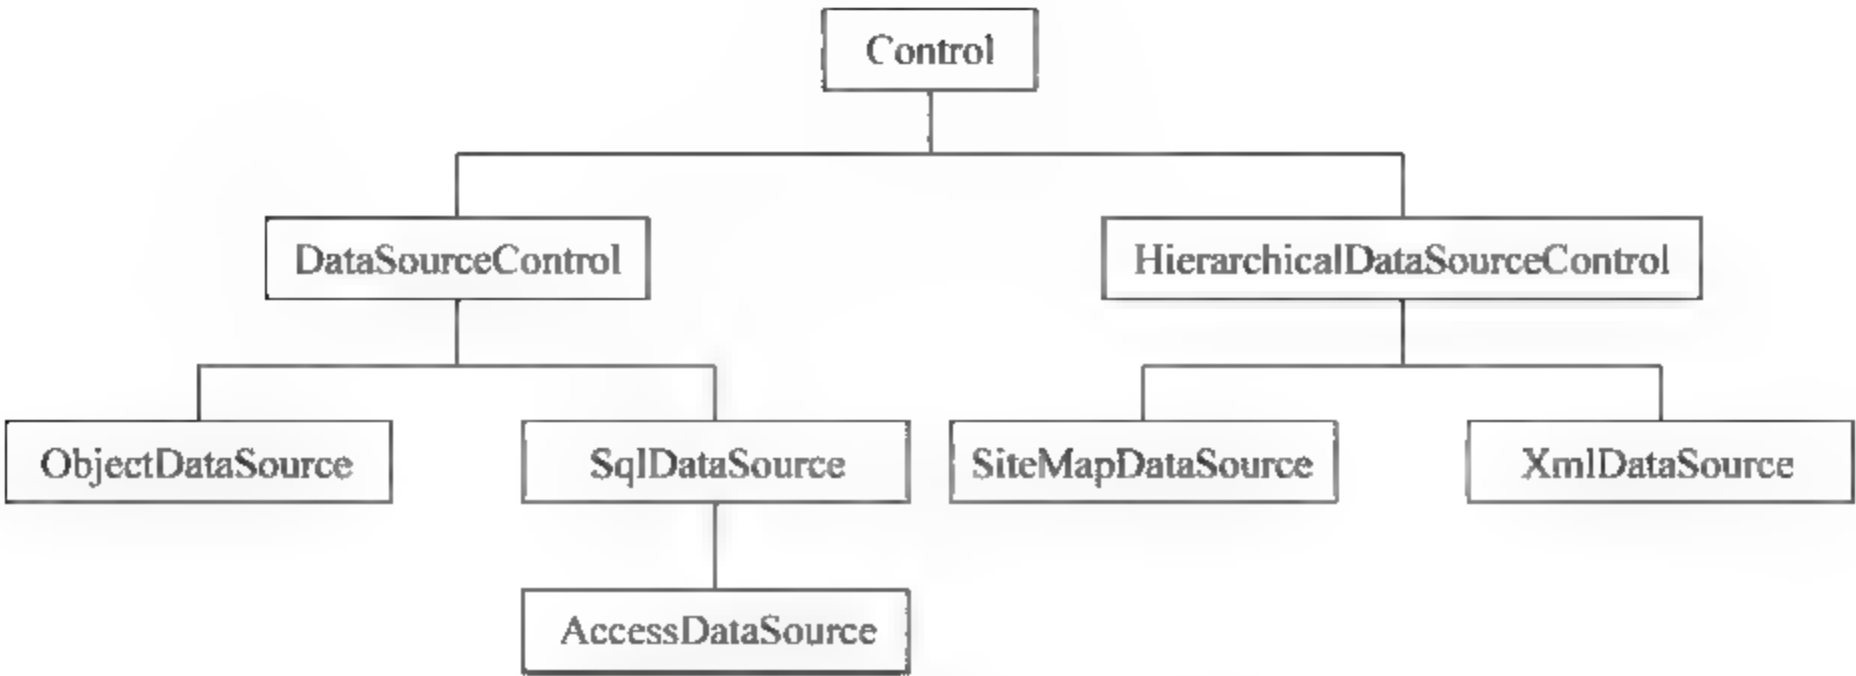 Control
DataSourceControl
HierarchicalDataSourceControl
ObjectDataSource
SqlDataSource
SiteMapDataSource
XmlDataSource
AccessDataSource